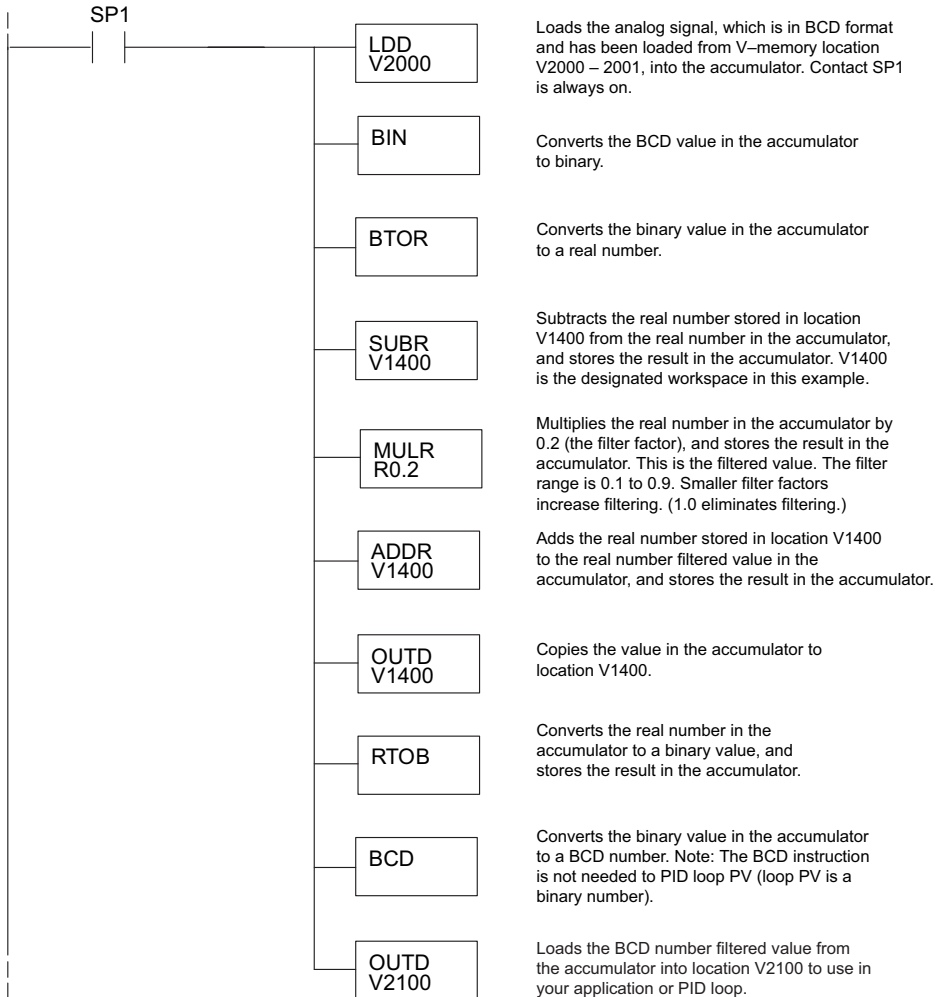 SP1
LDD
V2000
Loads the analog signal, which is in BCD format
and has been loaded from V–memory location
V2000 – 2001, into the accumulator. Contact SP1
is always on.
BIN
Converts the BCD value in the accumulator
to binary.
BTOR
Converts the binary value in the accumulator
to a real number.
SUBR
V1400
Subtracts the real number stored in location
V1400 from the real number in the accumulator,
and stores the result in the accumulator. V1400
is the designated workspace in this example.
MULR
R0.2
Multiplies the real number in the accumulator by
0.2 (the filter factor), and stores the result in the
accumulator. This is the filtered value. The filter
range is 0.1 to 0.9. Smaller filter factors
increase filtering. (1.0 eliminates filtering.)
ADDR
V1400
Adds the real number stored in location V1400
to the real number filtered value in the
accumulator, and stores the result in the accumulator.
OUTD
V1400
Copies the value in the accumulator to
location V1400.
RTOB
Converts the real number in the
accumulator to a binary value, and
stores the result in the accumulator.
BCD
Converts the binary value in the accumulator
to a BCD number. Note: The BCD instruction
is not needed to PID loop PV (loop PV is a
binary number).
OUTD
V2100
Loads the BCD number filtered value from
the accumulator into location V2100 to use in
your application or PID loop.